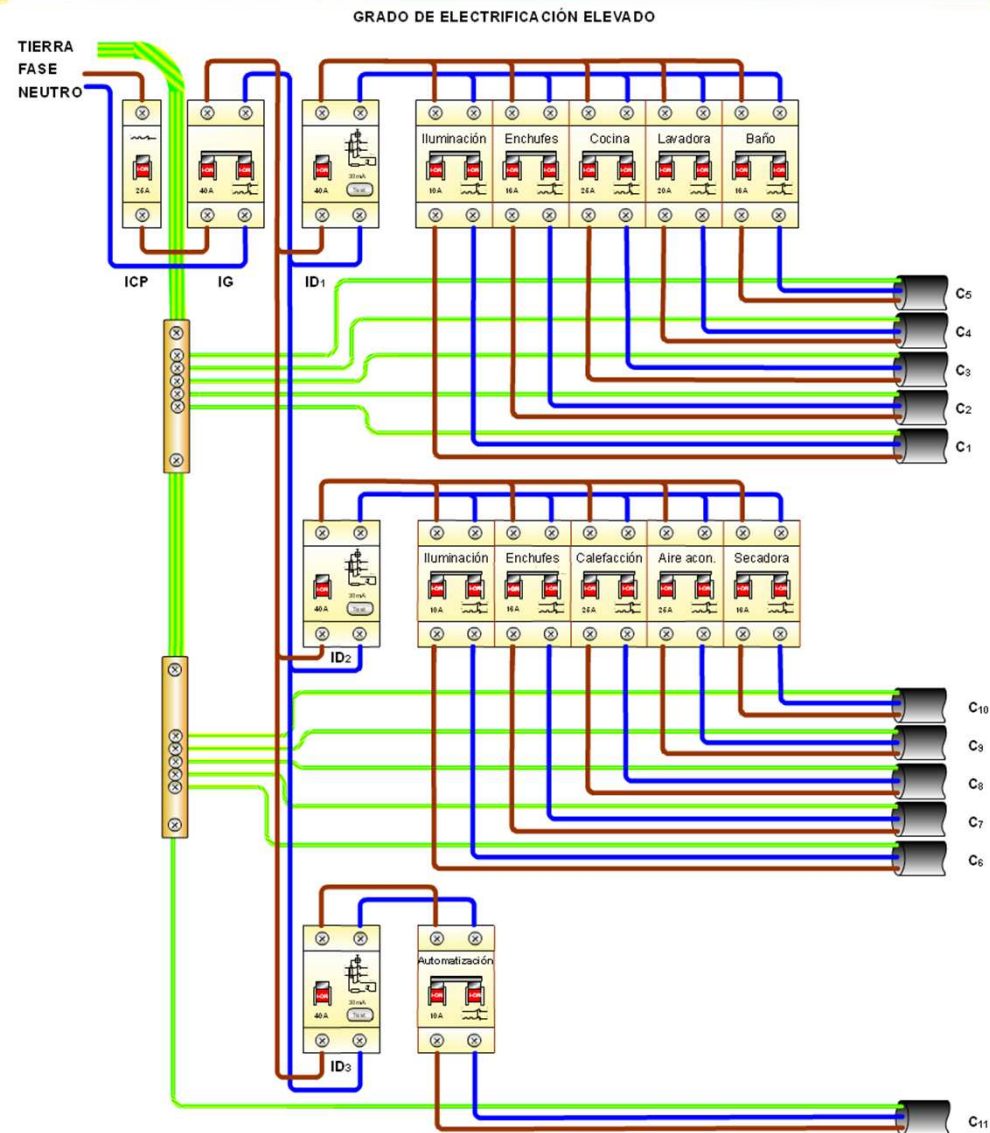 GRADO DE ELECTRIFICACIÓN ELEVADO
TIERRA
FASE
NEUTRO
25A
40A
40A
30mA
Test
Iluminación
Enchufes
Cocina
Lavadora
Baño
10A
16A
25A
20A
16A
ICP
IG
ID1
C5
C4
C3
C2
C1
40A
30mA
Test
Iluminación
Enchufes
Calefacción
Aire acon.
Secadora
10A
16A
25A
25A
16A
ID2
C10
C9
C8
C7
C6
40A
30mA
Test
Automatización
10A
ID3
C11